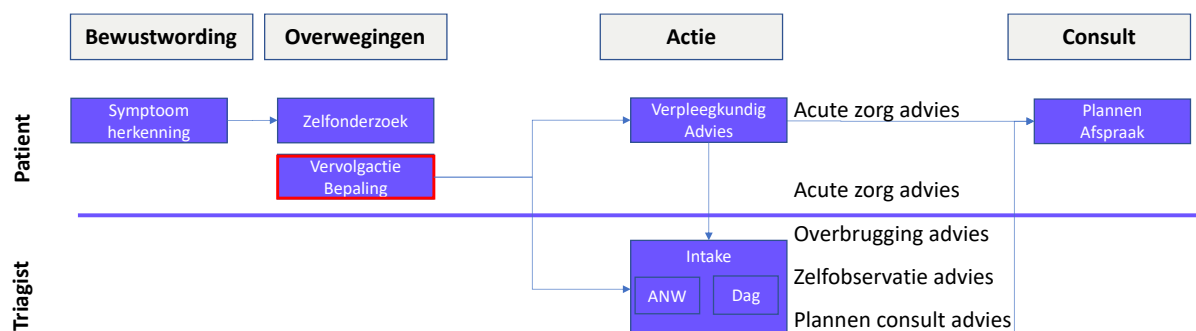 Bewustwording
Overwegingen
Actie
Consult
Patient
Symptoom
herkenning
Zelfonderzoek
Verpleegkundig
Advies
Acute zorg advies
Plannen
Afspraak
Vervolgactie
Bepaling
Acute zorg advies
Triagist
Intake
ANW
Dag
Overbrugging advies
Zelfobservatie advies
Plannen consult advies